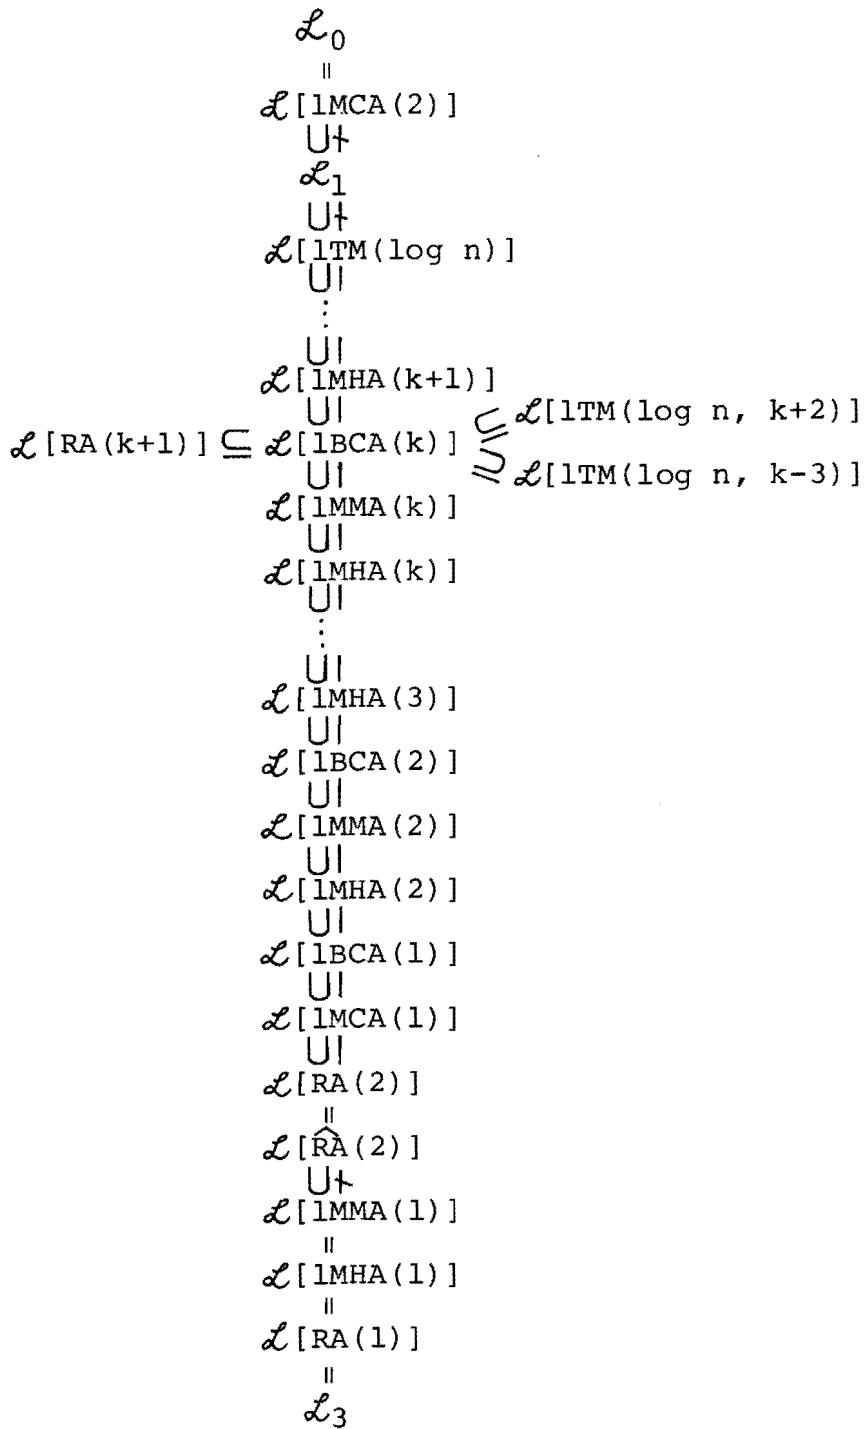 ℒ0
=
ℒ[1MCA(2)]
⊋
ℒ1
⊋
ℒ[1TM(log n)]
⊇
⋮
⊇
ℒ[1MHA(k+1)]
⊇ ⊆ ℒ[1TM(log n, k+2)]
ℒ[RA(k+1)] ⊆ ℒ[1BCA(k)]
⊇ ⊇ ℒ[1TM(log n, k-3)]
ℒ[1MMA(k)]
⊇
ℒ[1MHA(k)]
⊇
⋮
⊇
ℒ[1MHA(3)]
⊇
ℒ[1BCA(2)]
⊇
ℒ[1MMA(2)]
⊇
ℒ[1MHA(2)]
⊇
ℒ[1BCA(1)]
⊇
ℒ[1MCA(1)]
⊇
ℒ[RA(2)]
=
ℒ[R̂A(2)]
⊋
ℒ[1MMA(1)]
=
ℒ[1MHA(1)]
=
ℒ[RA(1)]
=
ℒ3